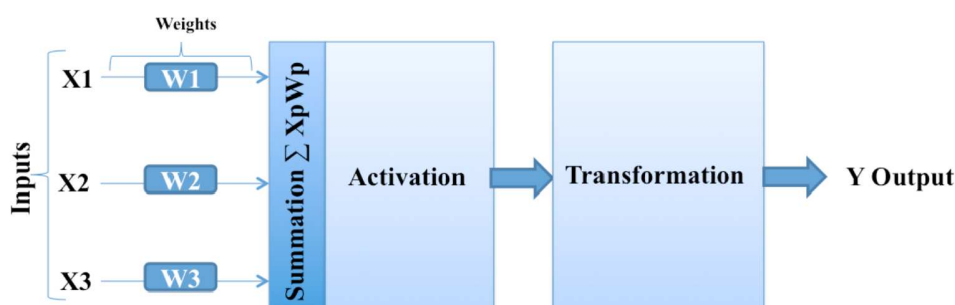 Weights
Inputs
X1
W1
X2
W2
X3
W3
Summation ∑ XpWp
Activation
Transformation
Y Output